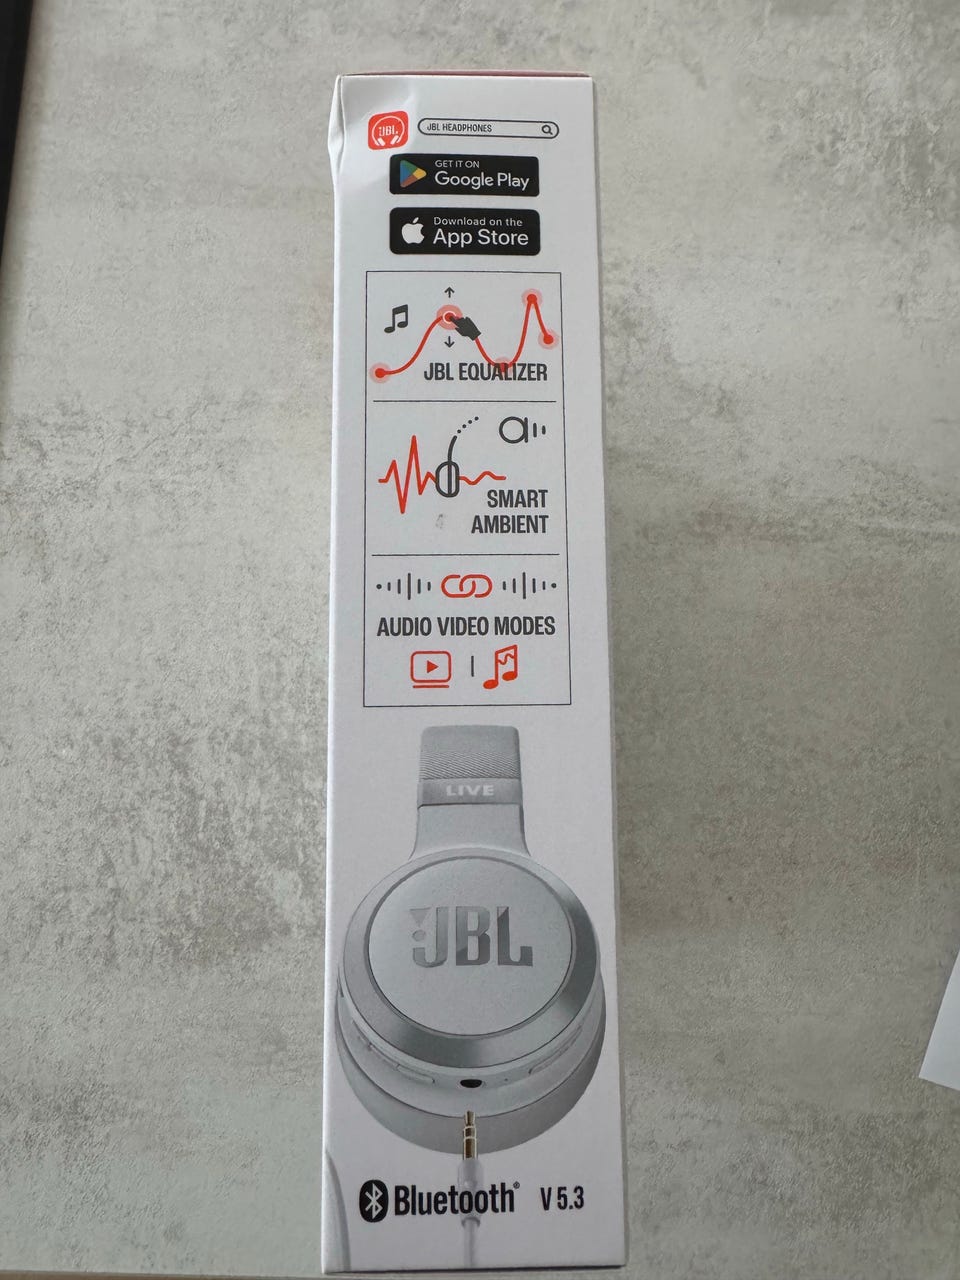 JBL
JBL HEADPHONES
GET IT ON
Google Play
Download on the
App Store
JBL EQUALIZER
SMART
AMBIENT
AUDIO VIDEO MODES
LIVE
JBL
Bluetooth® V 5.3